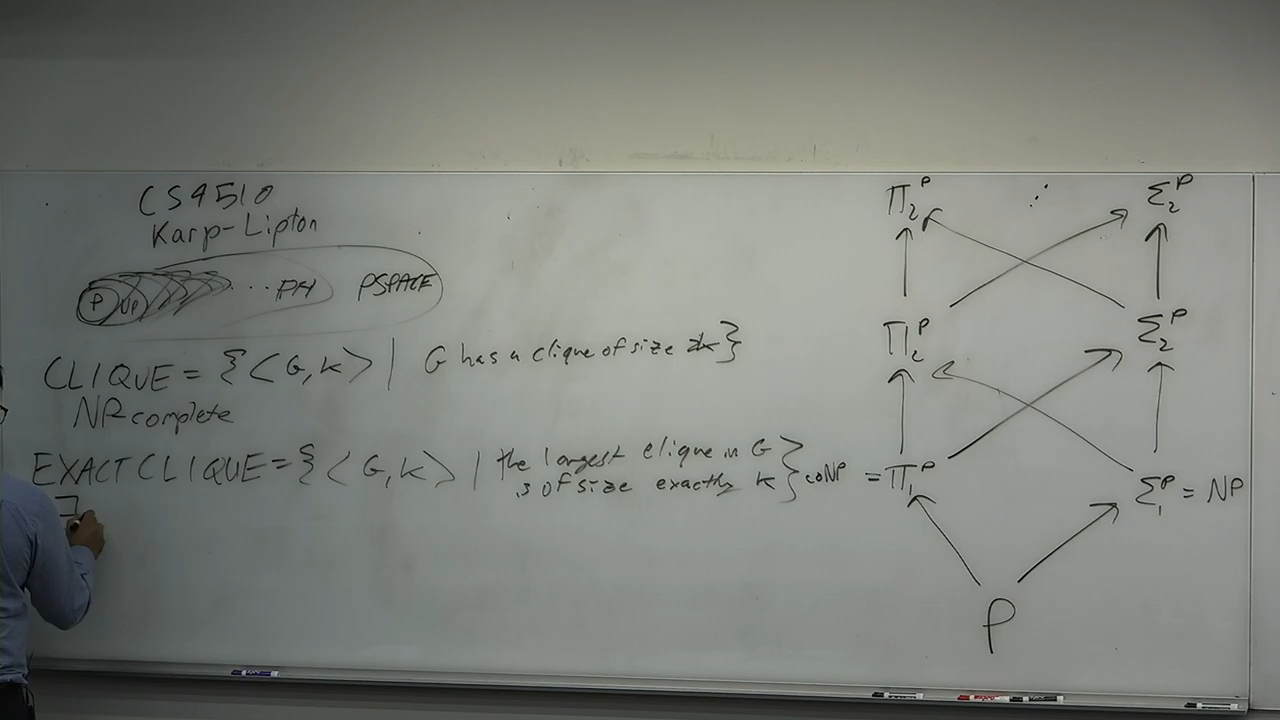 CS4510
Karp-Lipton
P NP ... PH PSPACE
CLIQUE = {<G,K> | G has a clique of size ≥k}
NP complete
EXACT CLIQUE = {<G,K> | the largest clique in G
is of size exactly K}
∃
Π₂ᴾ ⋰ Σ₂ᴾ
Π₂ᴾ Σ₂ᴾ
coNP = Π₁ᴾ Σ₁ᴾ = NP
P